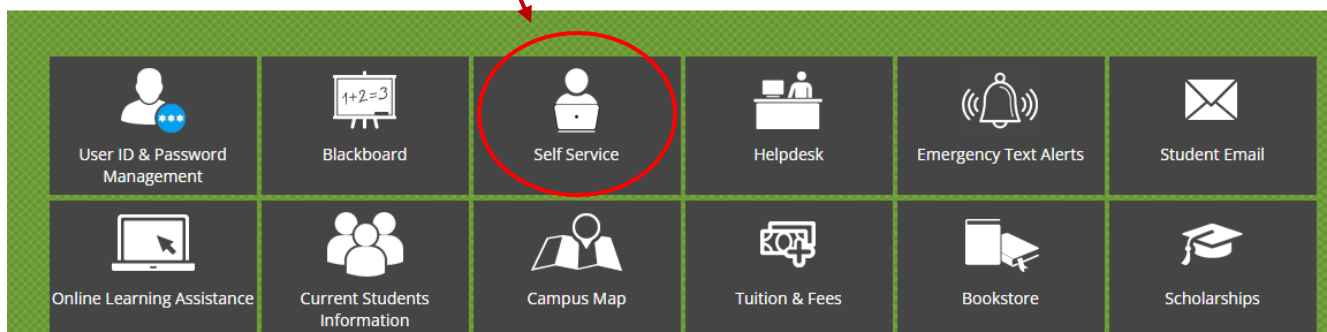 1+2=3
***
User ID & Password
Management
Blackboard
Self Service
Helpdesk
Emergency Text Alerts
Student Email
Online Learning Assistance
Current Students
Information
Campus Map
Tuition & Fees
Bookstore
Scholarships